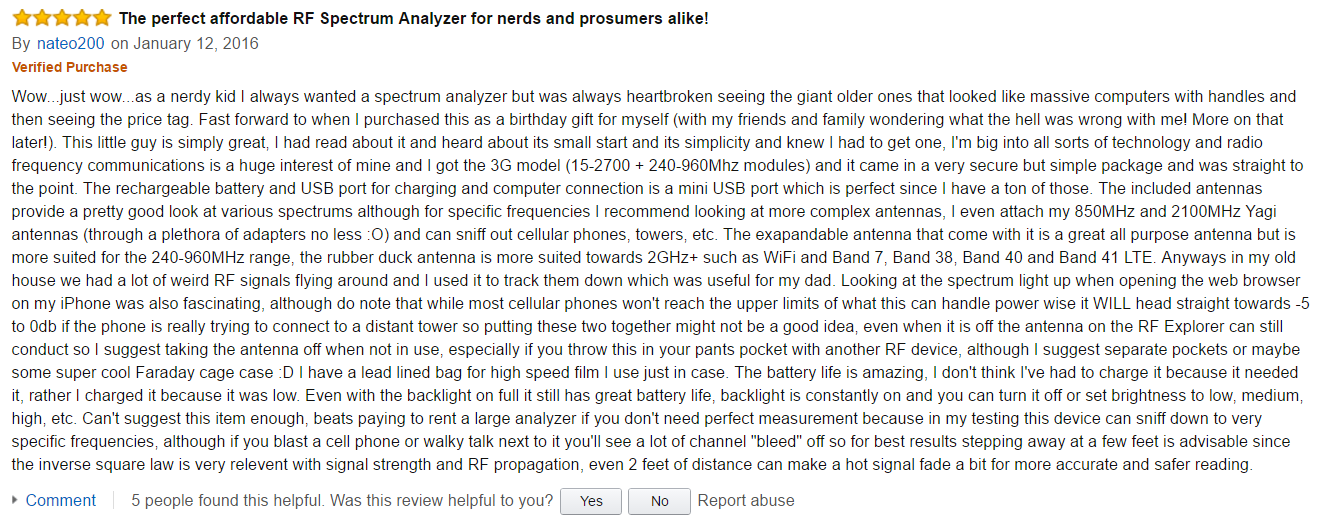 The perfect affordable RF Spectrum Analyzer for nerds and prosumers alike!
By nateo200 on January 12, 2016
Verified Purchase
Wow...just wow...as a nerdy kid I always wanted a spectrum analyzer but was always heartbroken seeing the giant older ones that looked like massive computers with handles and
then seeing the price tag. Fast forward to when I purchased this as a birthday gift for myself (with my friends and family wondering what the hell was wrong with me! More on that
later!). This little guy is simply great, I had read about it and heard about its small start and its simplicity and knew I had to get one, I'm big into all sorts of technology and radio
frequency communications is a huge interest of mine and I got the 3G model (15-2700 + 240-960Mhz modules) and it came in a very secure but simple package and was straight to
the point. The rechargeable battery and USB port for charging and computer connection is a mini USB port which is perfect since I have a ton of those. The included antennas
provide a pretty good look at various spectrums although for specific frequencies I recommend looking at more complex antennas, I even attach my 850MHz and 2100MHz Yagi
antennas (through a plethora of adapters no less :O) and can sniff out cellular phones, towers, etc. The exapandable antenna that come with it is a great all purpose antenna but is
more suited for the 240-960MHz range, the rubber duck antenna is more suited towards 2GHz+ such as WiFi and Band 7, Band 38, Band 40 and Band 41 LTE. Anyways in my old
house we had a lot of weird RF signals flying around and I used it to track them down which was useful for my dad. Looking at the spectrum light up when opening the web browser
on my iPhone was also fascinating, although do note that while most cellular phones won't reach the upper limits of what this can handle power wise it WILL head straight towards -5
to 0db if the phone is really trying to connect to a distant tower so putting these two together might not be a good idea, even when it is off the antenna on the RF Explorer can still
conduct so I suggest taking the antenna off when not in use, especially if you throw this in your pants pocket with another RF device, although I suggest separate pockets or maybe
some super cool Faraday cage case :D I have a lead lined bag for high speed film I use just in case. The battery life is amazing, I don't think I've had to charge it because it needed
it, rather I charged it because it was low. Even with the backlight on full it still has great battery life, backlight is constantly on and you can turn it off or set brightness to low, medium,
high, etc. Can't suggest this item enough, beats paying to rent a large analyzer if you don't need perfect measurement because in my testing this device can sniff down to very
specific frequencies, although if you blast a cell phone or walky talk next to it you'll see a lot of channel "bleed" off so for best results stepping away at a few feet is advisable since
the inverse square law is very relevent with signal strength and RF propagation, even 2 feet of distance can make a hot signal fade a bit for more accurate and safer reading.
Comment 5 people found this helpful. Was this review helpful to you? Yes No Report abuse